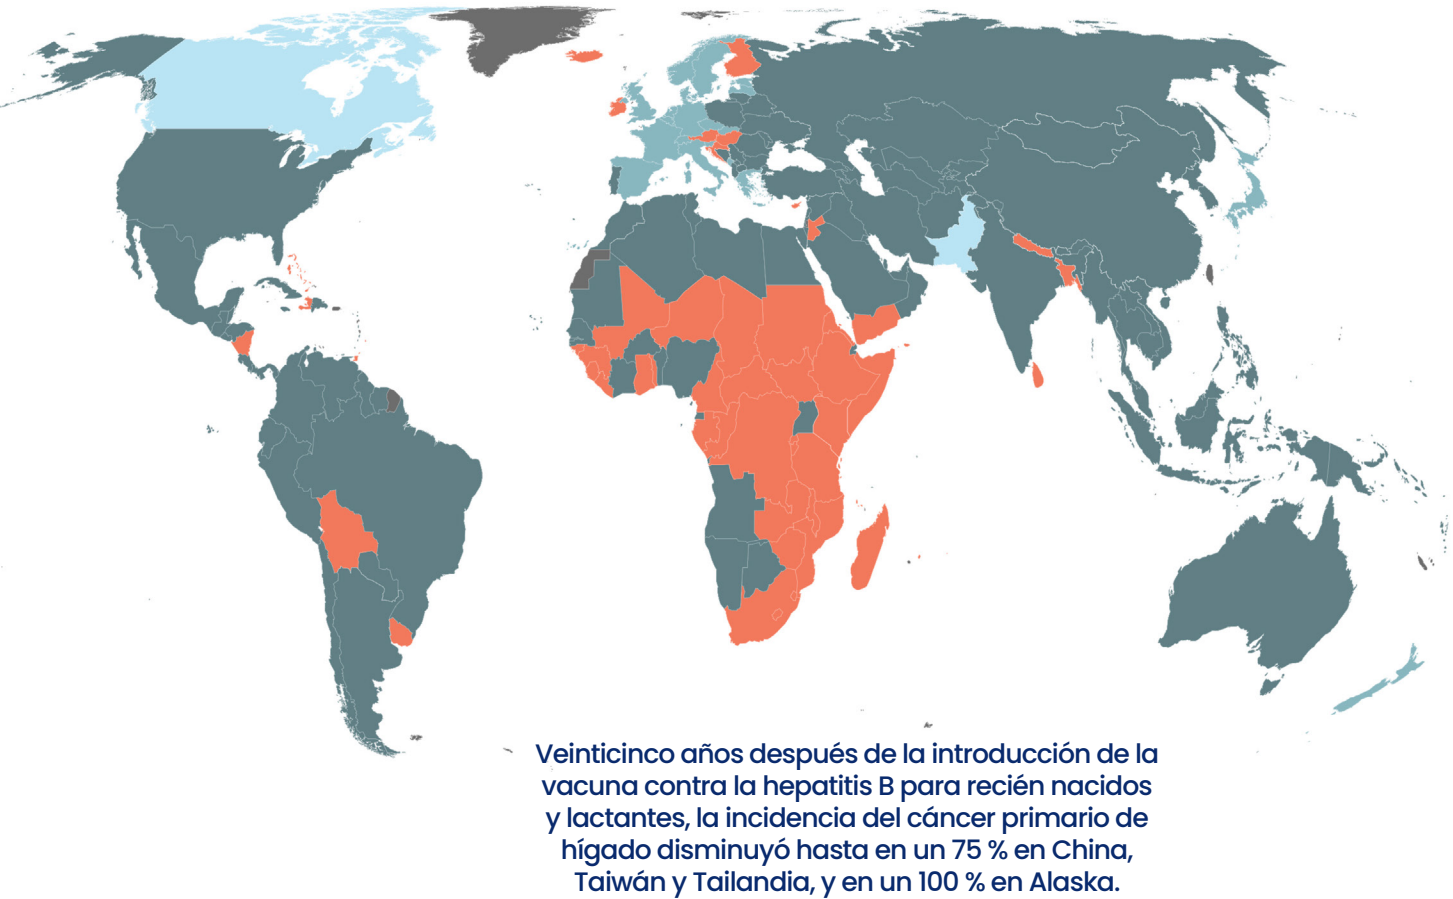 Veinticinco años después de la introducción de la
vacuna contra la hepatitis B para recién nacidos
y lactantes, la incidencia del cáncer primario de
hígado disminuyó hasta en un 75 % en China,
Taiwán y Tailandia, y en un 100 % en Alaska.